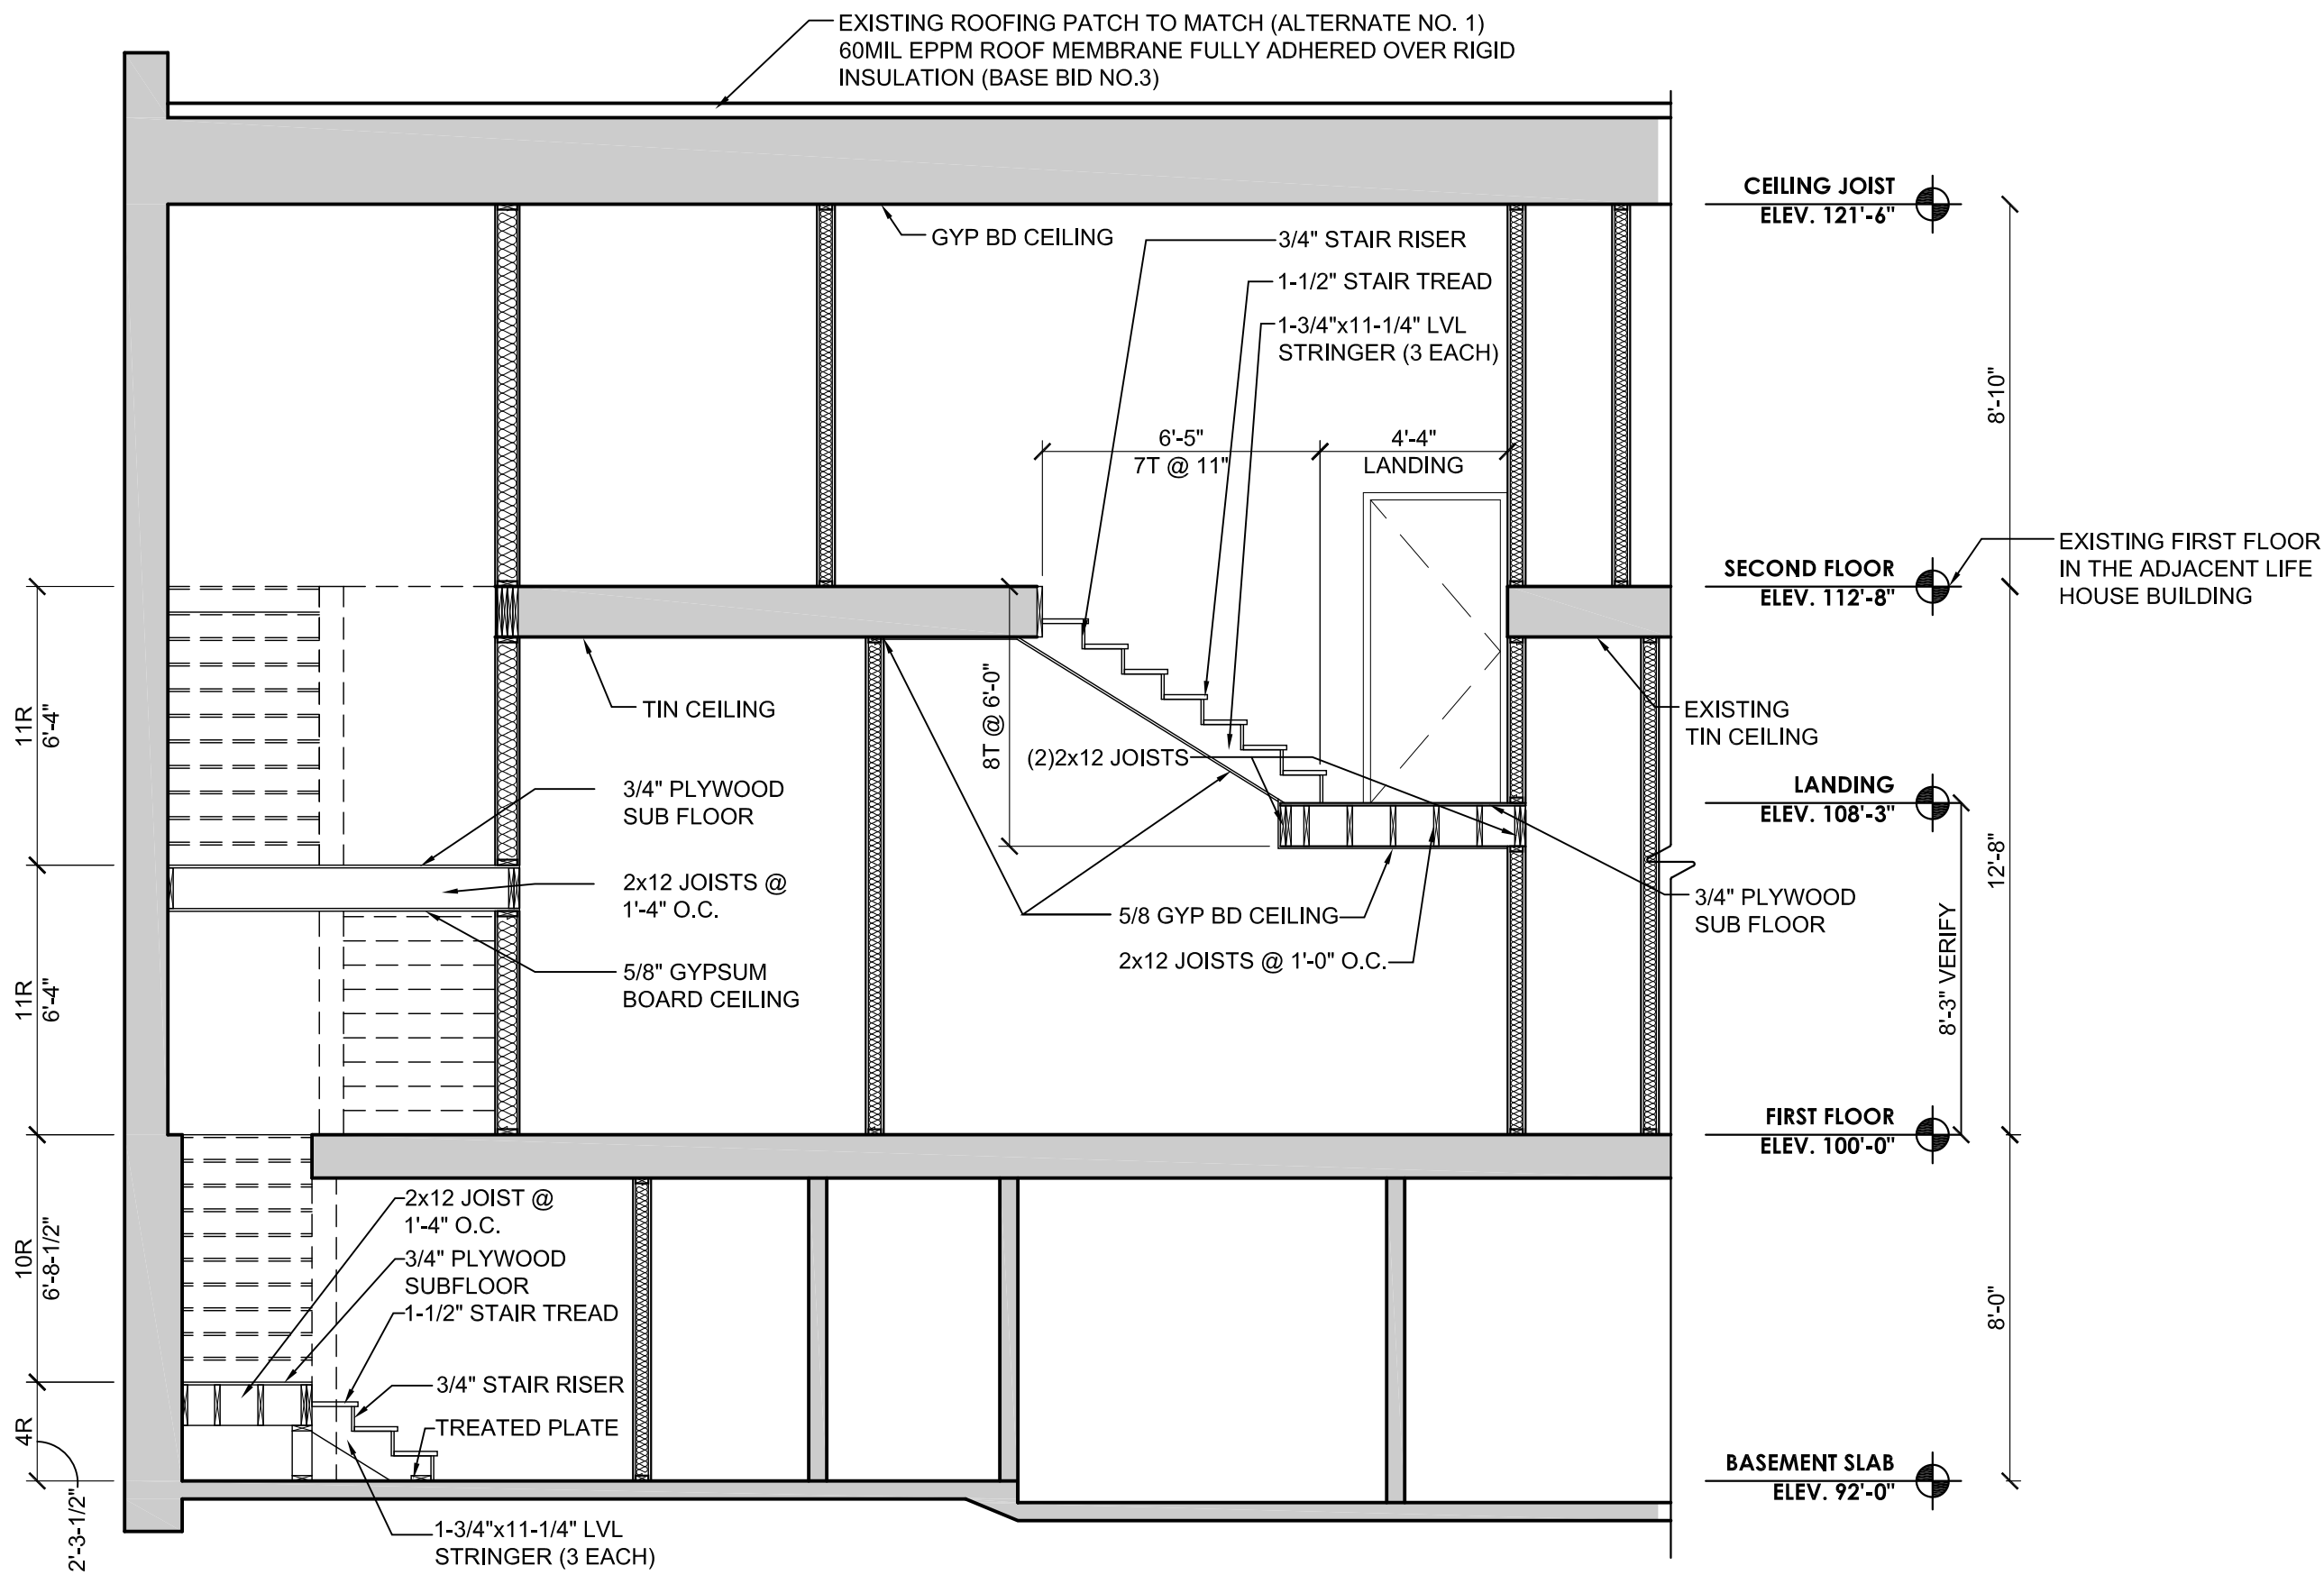 EXISTING ROOFING PATCH TO MATCH (ALTERNATE NO. 1)
60MIL EPPM ROOF MEMBRANE FULLY ADHERED OVER RIGID
INSULATION (BASE BID NO.3)
CEILING JOIST
ELEV. 121'-6"
GYP BD CEILING
3/4" STAIR RISER
1-1/2" STAIR TREAD
1-3/4"x11-1/4" LVL
STRINGER (3 EACH)
8'-10"
6'-5"
7T @ 11"
4'-4"
LANDING
SECOND FLOOR
ELEV. 112'-8"
EXISTING FIRST FLOOR
IN THE ADJACENT LIFE
HOUSE BUILDING
11R
6'-4"
TIN CEILING
8T @ 6'-0"
(2)2x12 JOISTS
EXISTING
TIN CEILING
3/4" PLYWOOD
SUB FLOOR
LANDING
ELEV. 108'-3"
12'-8"
2x12 JOISTS @
1'-4" O.C.
5/8 GYP BD CEILING
3/4" PLYWOOD
SUB FLOOR
2x12 JOISTS @ 1'-0" O.C.
8'-3" VERIFY
11R
6'-4"
5/8" GYPSUM
BOARD CEILING
FIRST FLOOR
ELEV. 100'-0"
2x12 JOIST @
1'-4" O.C.
10R
6'-8-1/2"
3/4" PLYWOOD
SUBFLOOR
1-1/2" STAIR TREAD
8'-0"
3/4" STAIR RISER
TREATED PLATE
4R
2'-3-1/2"
BASEMENT SLAB
ELEV. 92'-0"
1-3/4"x11-1/4" LVL
STRINGER (3 EACH)